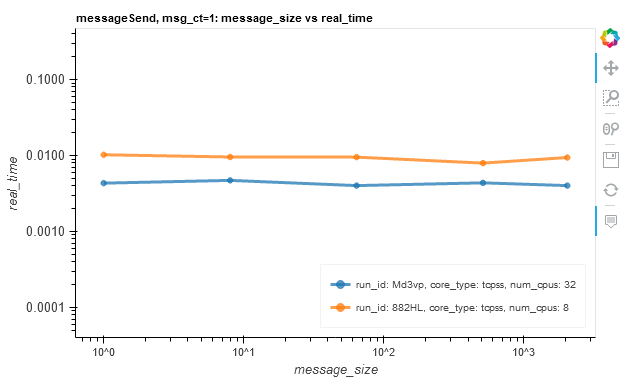 messageSend, msg_ct=1: message_size vs real_time
0.1000
0.0100
0.0010
0.0001
real_time
run_id: Md3vp, core_type: tcpss, num_cpus: 32
run_id: 882HL, core_type: tcpss, num_cpus: 8
10^0
10^1
10^2
10^3
message_size